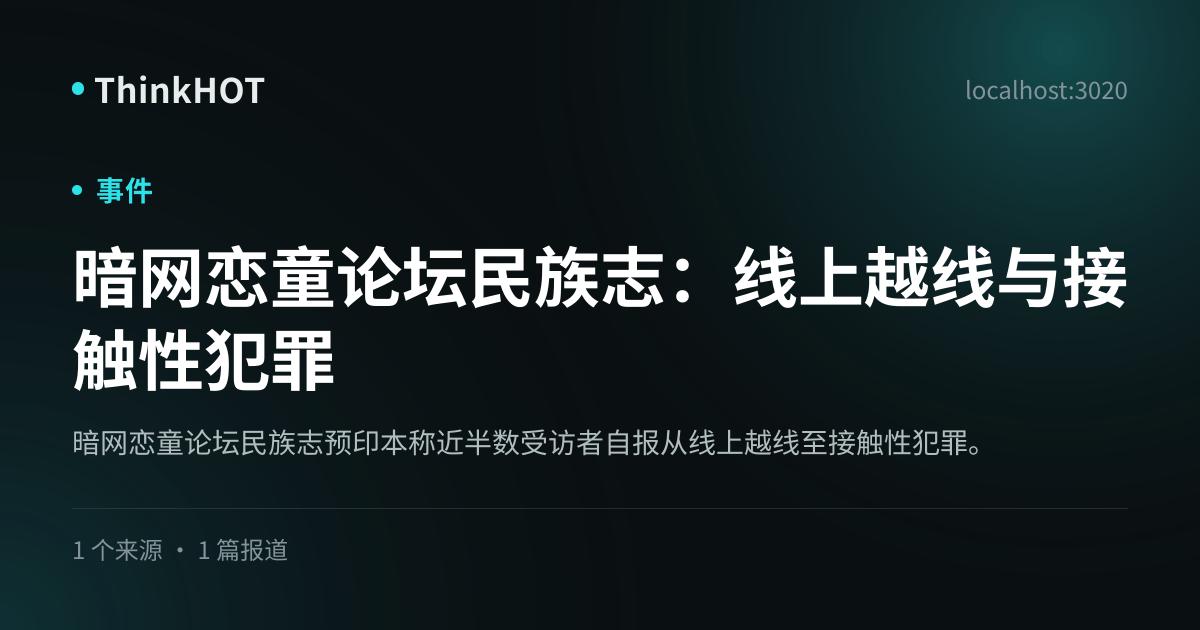 ThinkHOT
localhost:3020
事件
暗网恋童论坛民族志：线上越线与接
触性犯罪
暗网恋童论坛民族志预印本称近半数受访者自报从线上越线至接触性犯罪。
1 个来源 · 1 篇报道